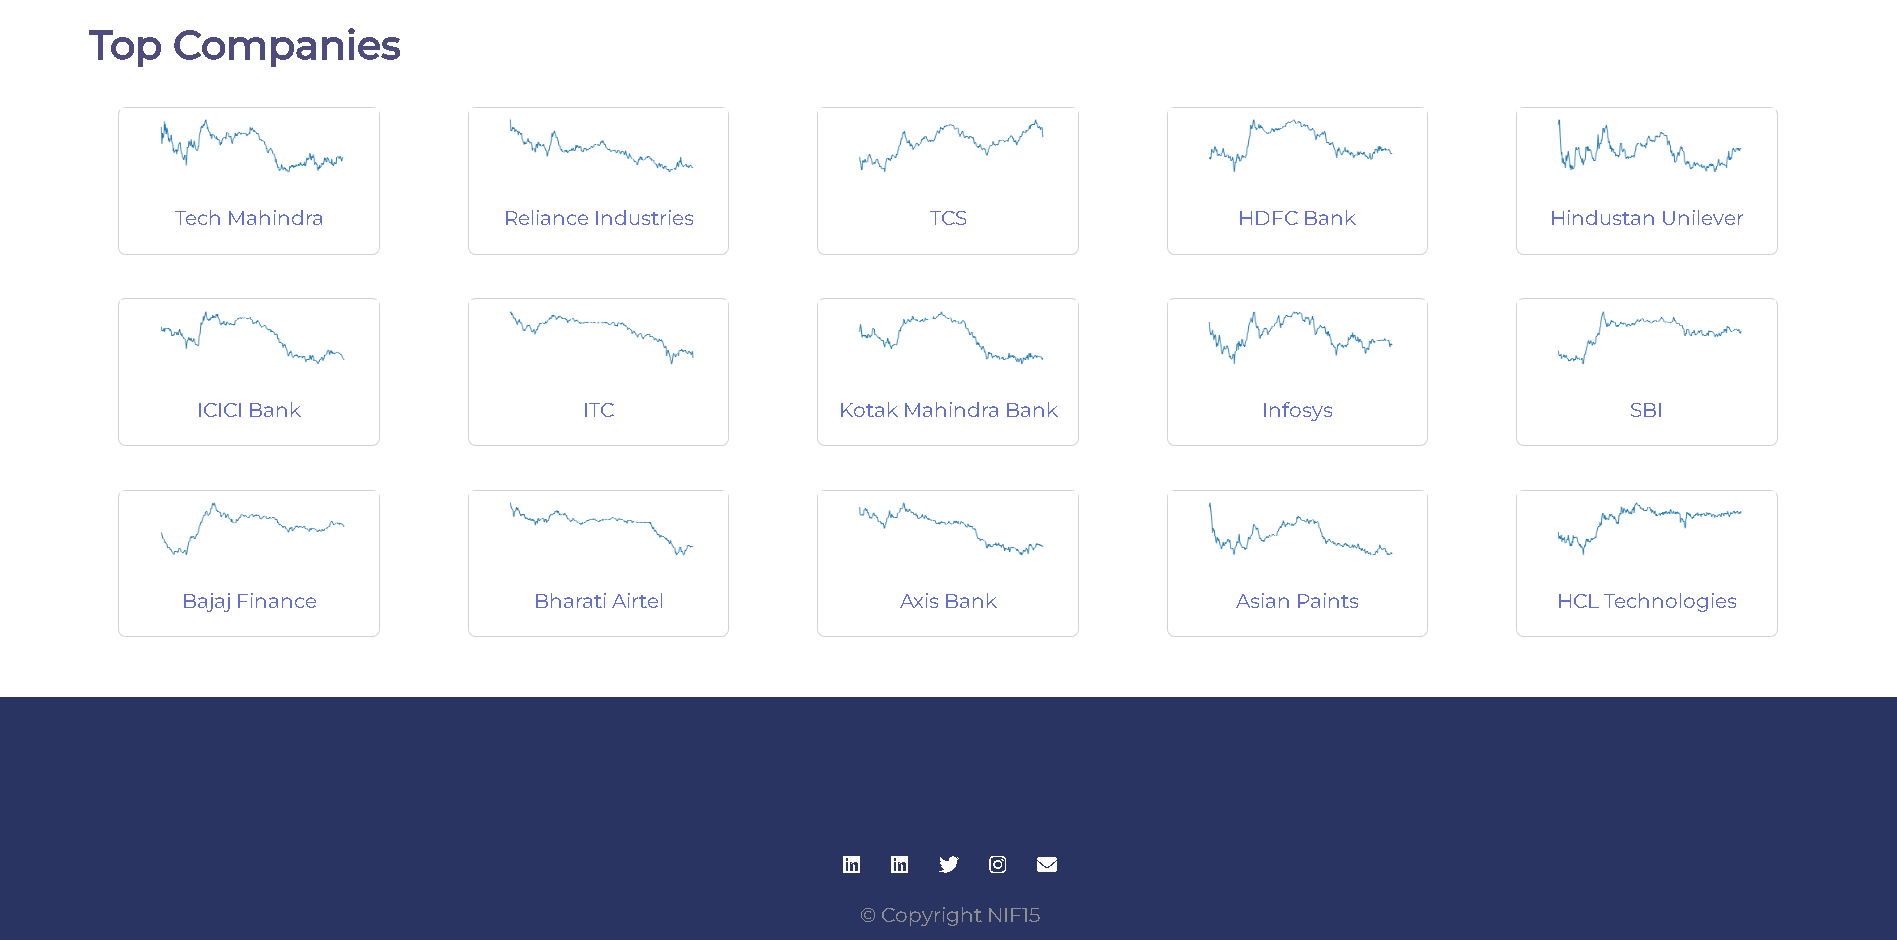 Top Companies
Tech Mahindra
Reliance Industries
TCS
HDFC Bank
Hindustan Unilever
ICICI Bank
ITC
Kotak Mahindra Bank
Infosys
SBI
Bajaj Finance
Bharati Airtel
Axis Bank
Asian Paints
HCL Technologies
© Copyright NIF15